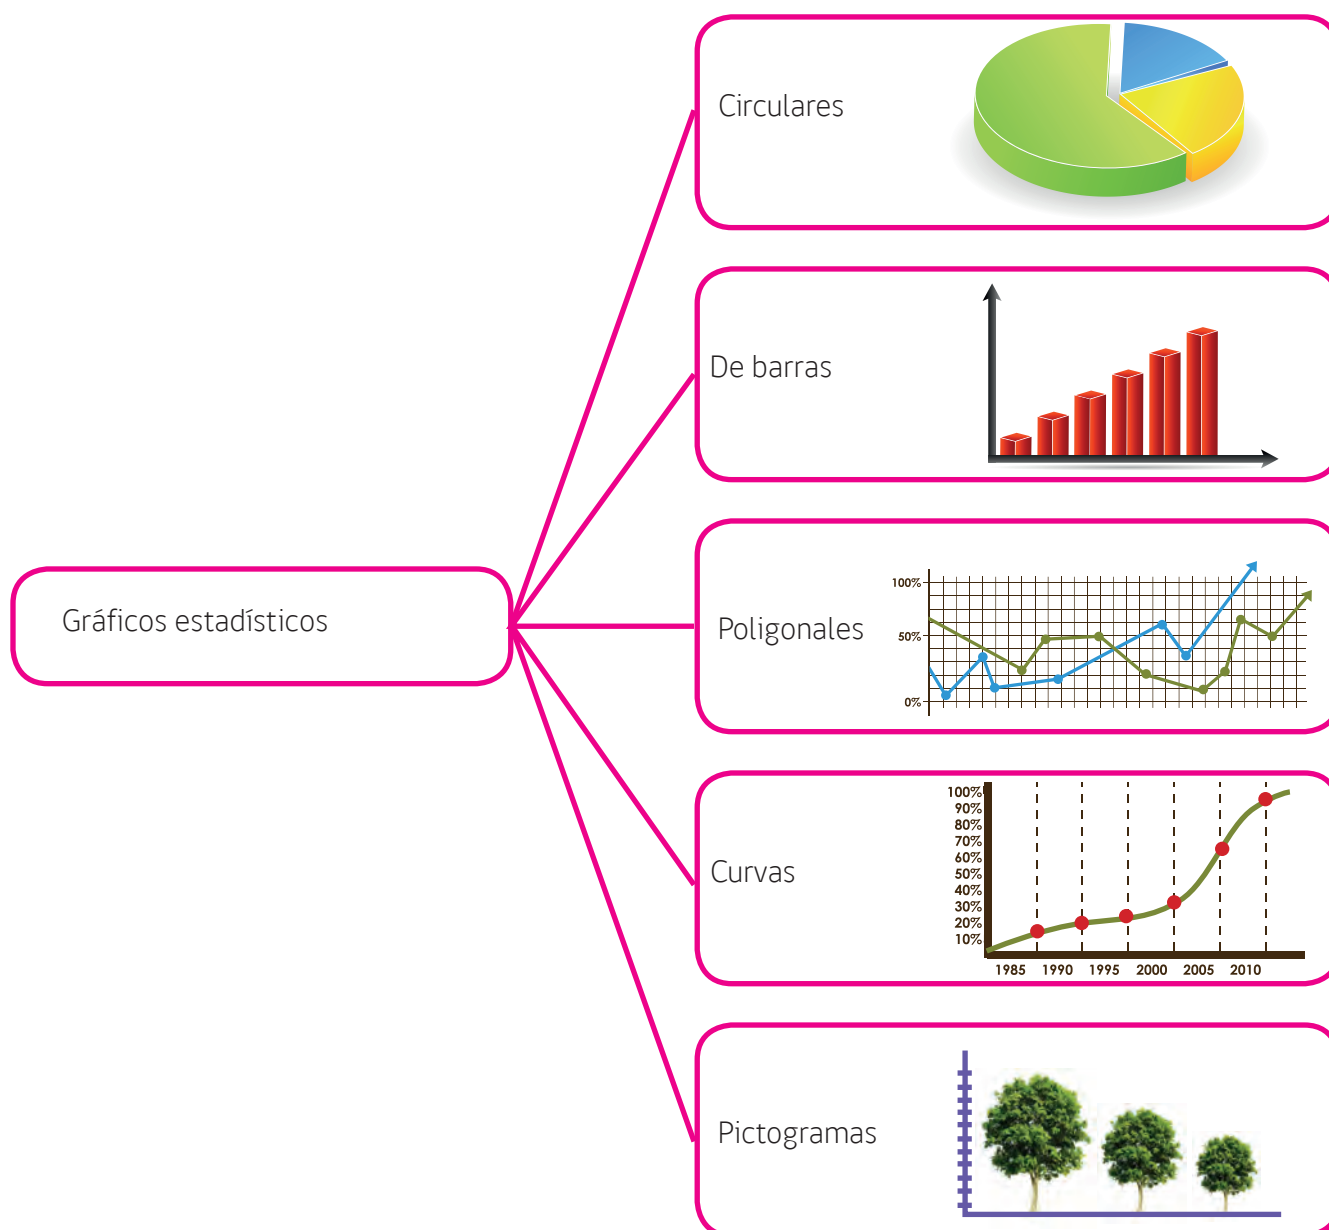 Circulares
De barras
Gráficos estadísticos
Poligonales
100%
50%
0%
Curvas
100%
90%
80%
70%
60%
50%
40%
30%
20%
10%
1985 1990 1995 2000 2005 2010
Pictogramas